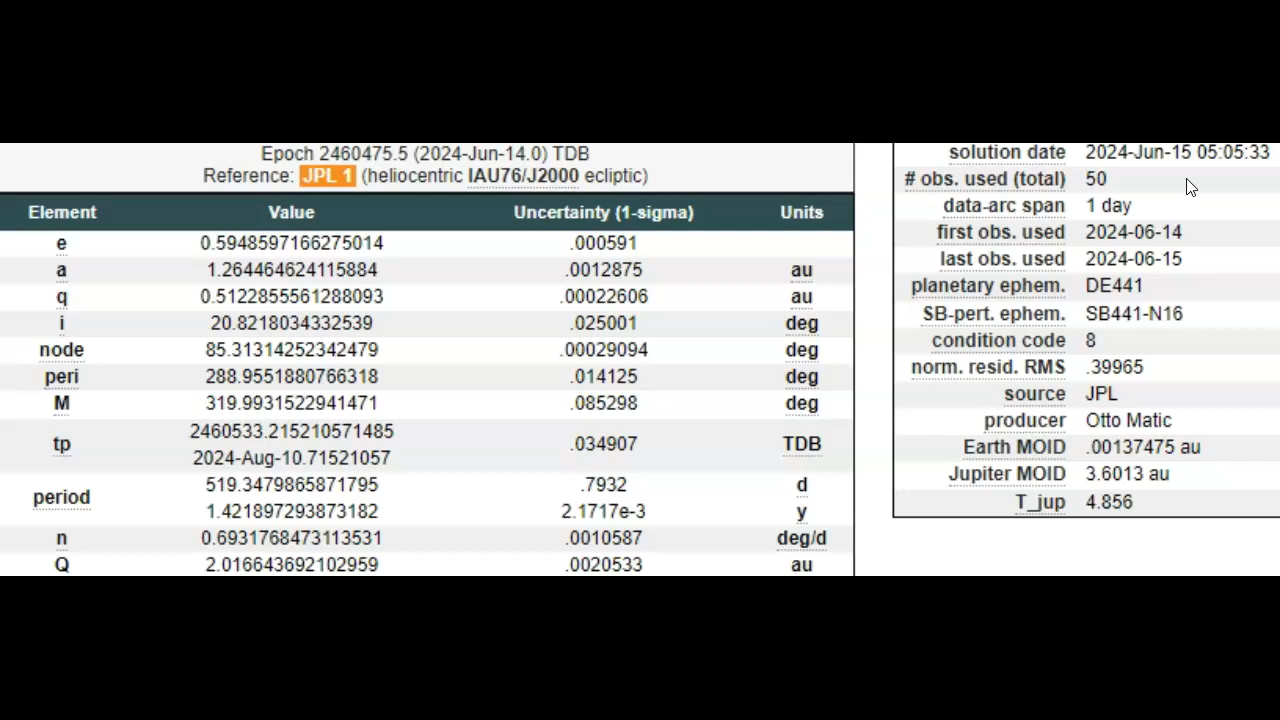 Epoch 2460475.5 (2024-Jun-14.0) TDB
Reference: JPL 1 (heliocentric IAU76/J2000 ecliptic)
Element Value Uncertainty (1-sigma) Units
e 0.5948597166275014 .000591
a 1.264464624115884 .0012875 au
q 0.5122855561288093 .00022606 au
i 20.8218034332539 .025001 deg
node 85.31314252342479 .00029094 deg
peri 288.9551880766318 .014125 deg
M 319.9931522941471 .085298 deg
tp 2460533.215210571485 .034907 TDB
2024-Aug-10.71521057
period 519.3479865871795 .7932 d
1.421897293873182 2.1717e-3 y
n 0.6931768473113531 .0010587 deg/d
Q 2.016643692102959 .0020533 au
solution date 2024-Jun-15 05:05:33
# obs. used (total) 50
data-arc span 1 day
first obs. used 2024-06-14
last obs. used 2024-06-15
planetary ephem. DE441
SB-pert. ephem. SB441-N16
condition code 8
norm. resid. RMS .39965
source JPL
producer Otto Matic
Earth MOID .00137475 au
Jupiter MOID 3.6013 au
T_jup 4.856